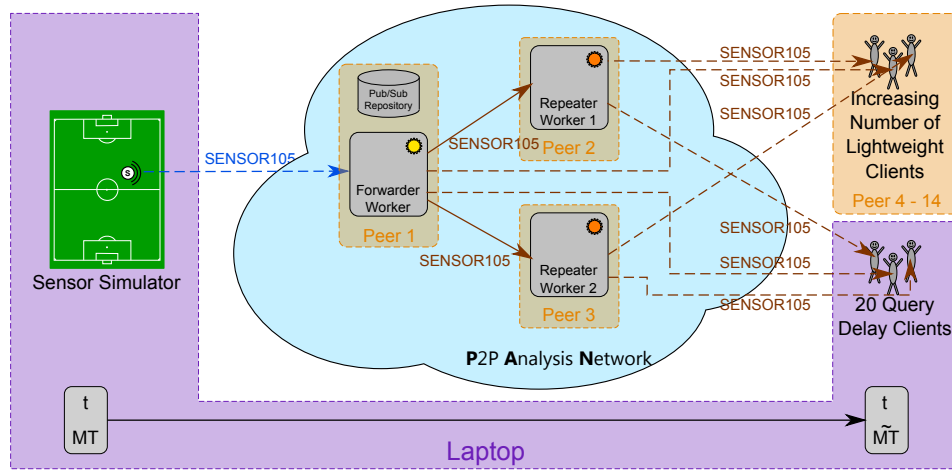 Pub/Sub
Repository
Forwarder
Worker
Peer 1
Repeater
Worker 1
Peer 2
Repeater
Worker 2
Peer 3
SENSOR105
SENSOR105
SENSOR105
SENSOR105
SENSOR105
SENSOR105
SENSOR105
SENSOR105
SENSOR105
Increasing
Number of
Lightweight
Clients
Peer 4 - 14
S
Sensor Simulator
20 Query
Delay Clients
P2P Analysis Network
t
MT
t
M̃T
Laptop